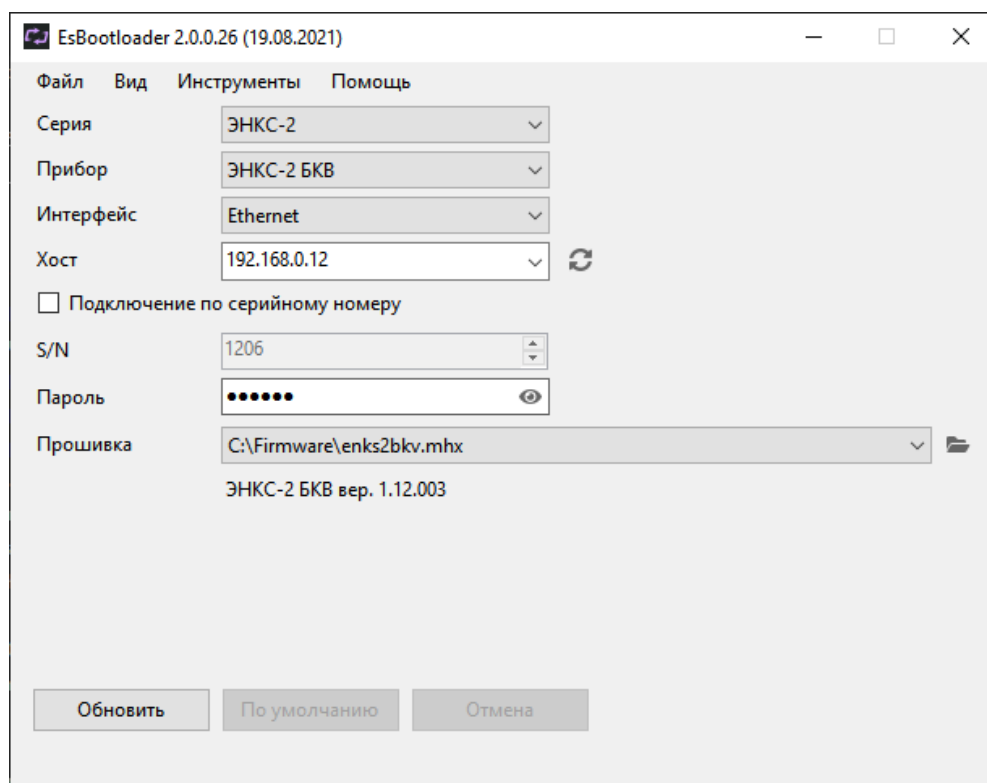 EsBootloader 2.0.0.26 (19.08.2021)
Файл Вид Инструменты Помощь
Серия ЭНКС-2
Прибор ЭНКС-2 БКВ
Интерфейс Ethernet
Хост 192.168.0.12
Подключение по серийному номеру
S/N 1206
Пароль ••••••
Прошивка C:\Firmware\enks2bkv.mhx
ЭНКС-2 БКВ вер. 1.12.003
Обновить По умолчанию Отмена